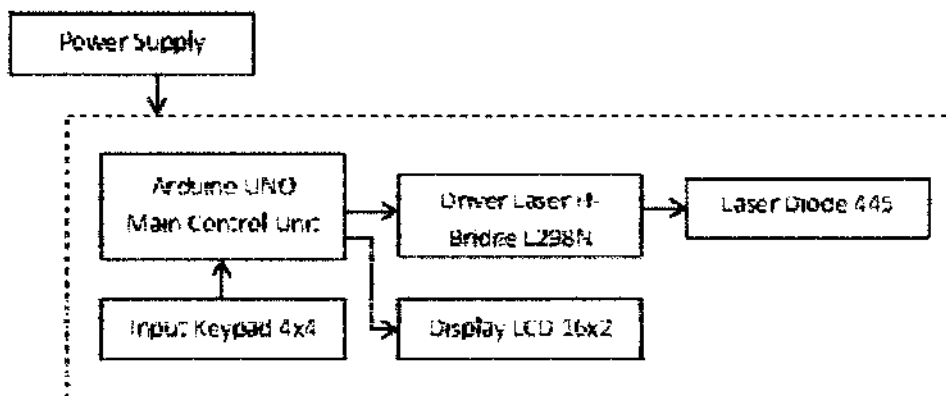 Power Supply
Arduino UNO
Main Control Unit
Driver Laser H-
Bridge L298N
Laser Diode 445
Input Keypad 4x4
Display LCD 16x2